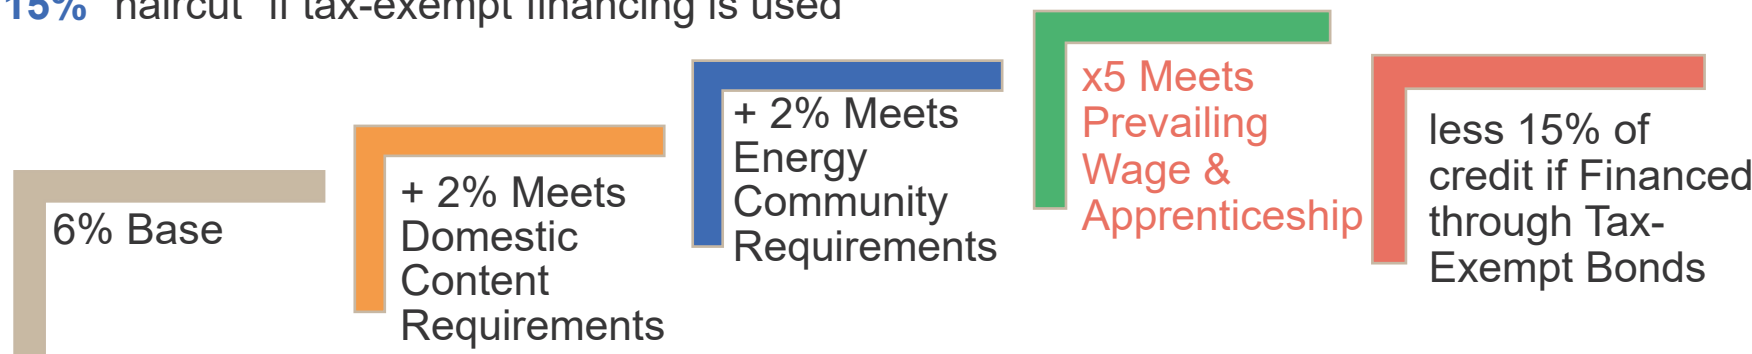 15% "haircut" if tax-exempt financing is used
6% Base
+ 2% Meets
Domestic
Content
Requirements
+ 2% Meets
Energy
Community
Requirements
x5 Meets
Prevailing
Wage &
Apprenticeship
less 15% of
credit if Financed
through Tax-
Exempt Bonds